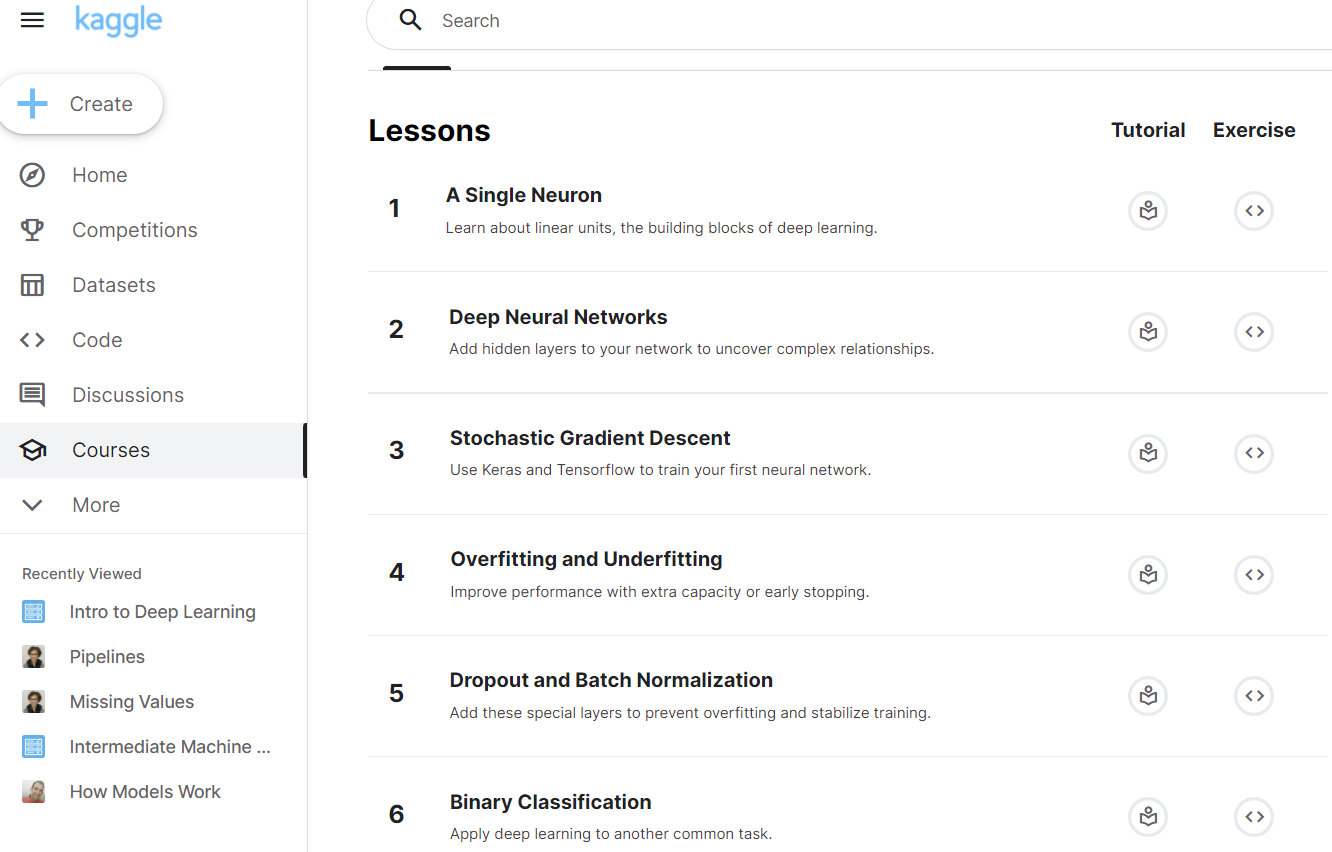 kaggle
Search
Create
Home
Competitions
Datasets
Code
Discussions
Courses
More
Recently Viewed
Intro to Deep Learning
Pipelines
Missing Values
Intermediate Machine ...
How Models Work
Lessons
Tutorial Exercise
1 A Single Neuron
Learn about linear units, the building blocks of deep learning.
2 Deep Neural Networks
Add hidden layers to your network to uncover complex relationships.
3 Stochastic Gradient Descent
Use Keras and Tensorflow to train your first neural network.
4 Overfitting and Underfitting
Improve performance with extra capacity or early stopping.
5 Dropout and Batch Normalization
Add these special layers to prevent overfitting and stabilize training.
6 Binary Classification
Apply deep learning to another common task.